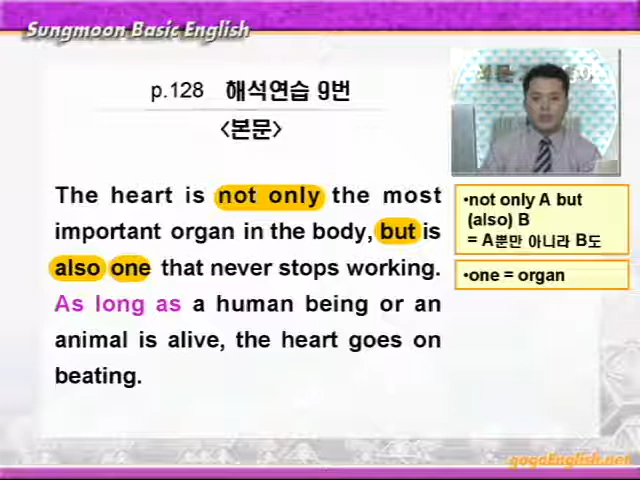 Sungmoon Basic English
p.128 해석연습 9번
<본문>
The heart is not only the most
important organ in the body, but is
also one that never stops working.
As long as a human being or an
animal is alive, the heart goes on
beating.
•not only A but
(also) B
= A뿐만 아니라 B도
•one = organ
gogoEnglish.net